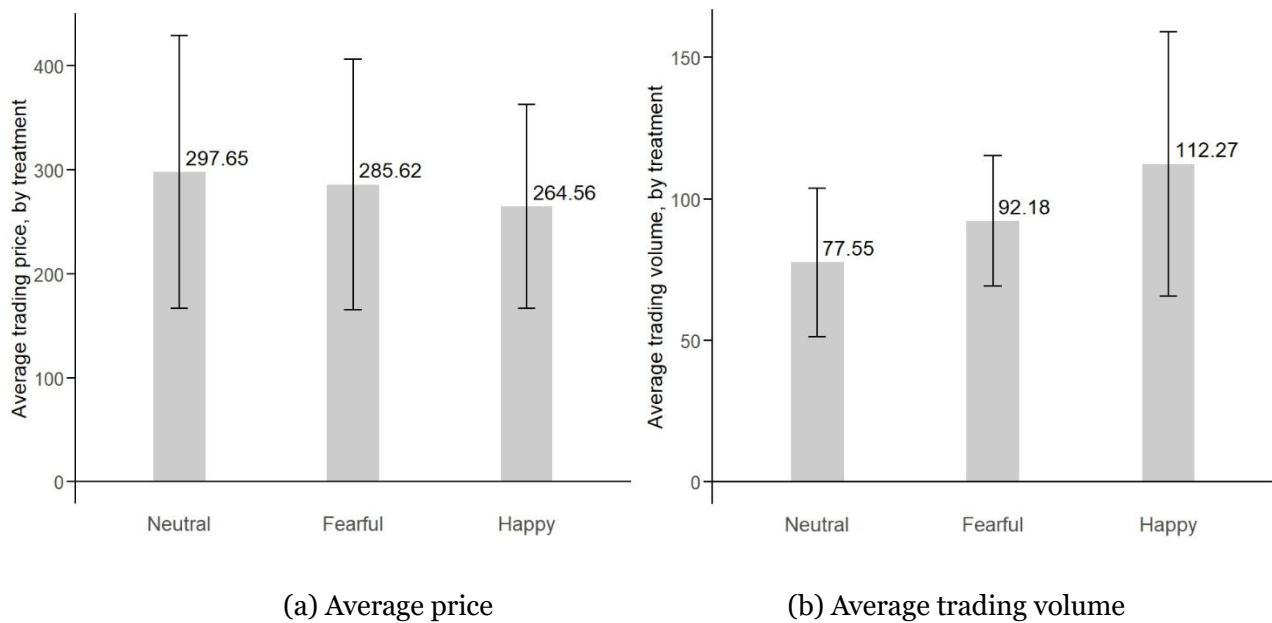 Average trading price, by treatment
400
300
200
100
0
297.65
285.62
264.56
Neutral Fearful Happy
(a) Average price
Average trading volume, by treatment
150
100
50
0
77.55
92.18
112.27
Neutral Fearful Happy
(b) Average trading volume